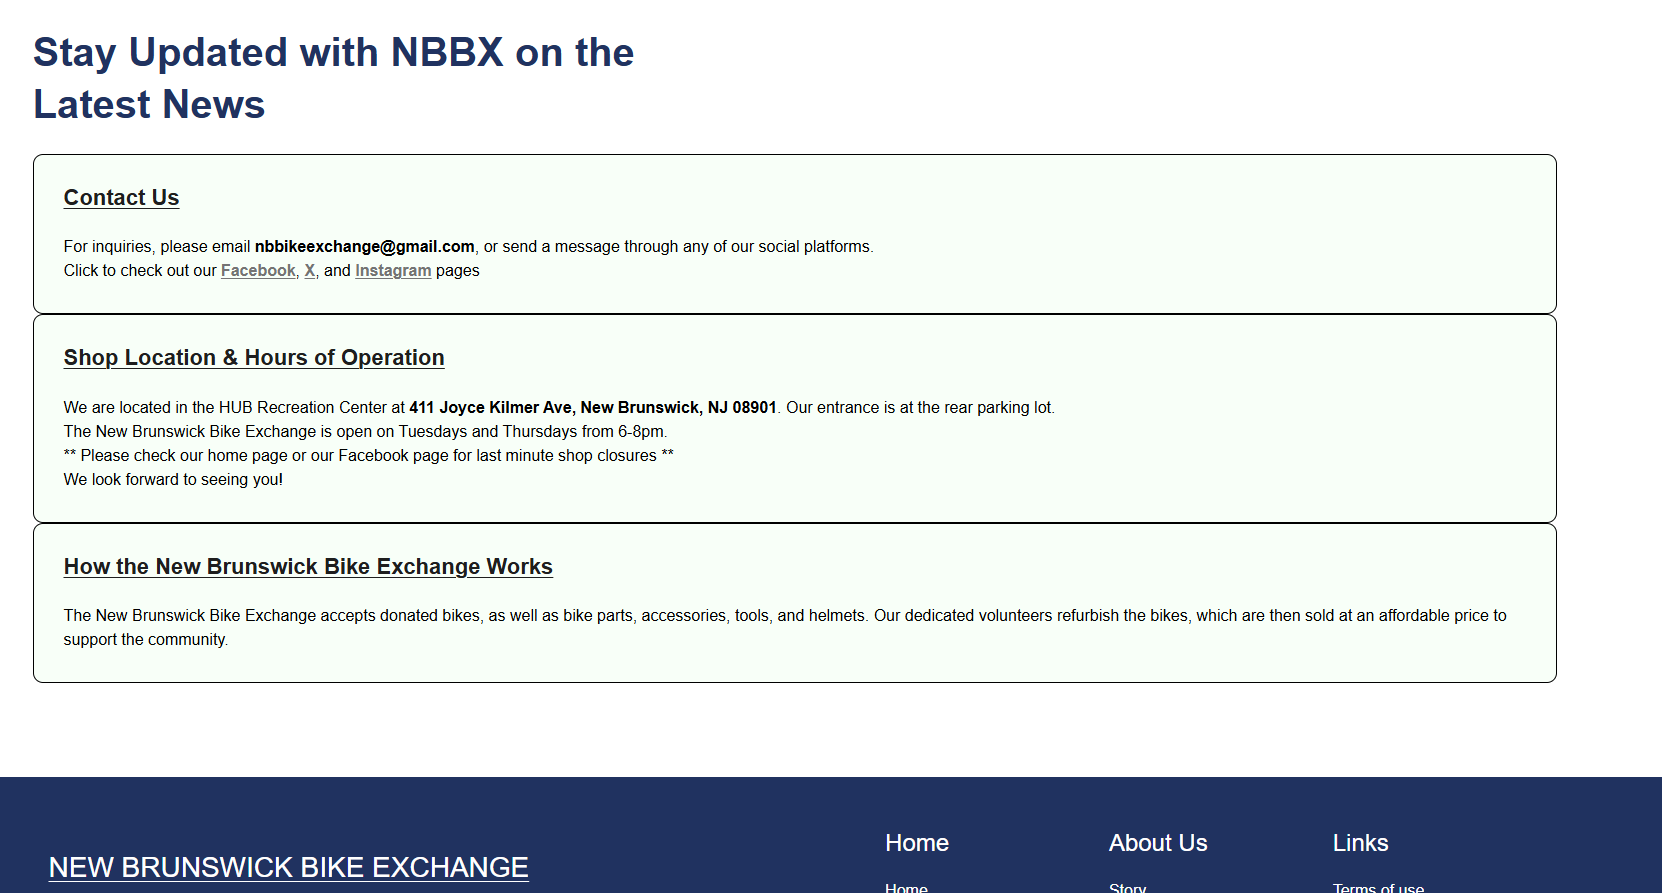 Stay Updated with NBBX on the
Latest News
Contact Us
For inquiries, please email nbbikeexchange@gmail.com, or send a message through any of our social platforms.
Click to check out our Facebook, X, and Instagram pages
Shop Location & Hours of Operation
We are located in the HUB Recreation Center at 411 Joyce Kilmer Ave, New Brunswick, NJ 08901. Our entrance is at the rear parking lot.
The New Brunswick Bike Exchange is open on Tuesdays and Thursdays from 6-8pm.
** Please check our home page or our Facebook page for last minute shop closures **
We look forward to seeing you!
How the New Brunswick Bike Exchange Works
The New Brunswick Bike Exchange accepts donated bikes, as well as bike parts, accessories, tools, and helmets. Our dedicated volunteers refurbish the bikes, which are then sold at an affordable price to
support the community.
NEW BRUNSWICK BIKE EXCHANGE
Home
Home
About Us
Story
Links
Terms of use